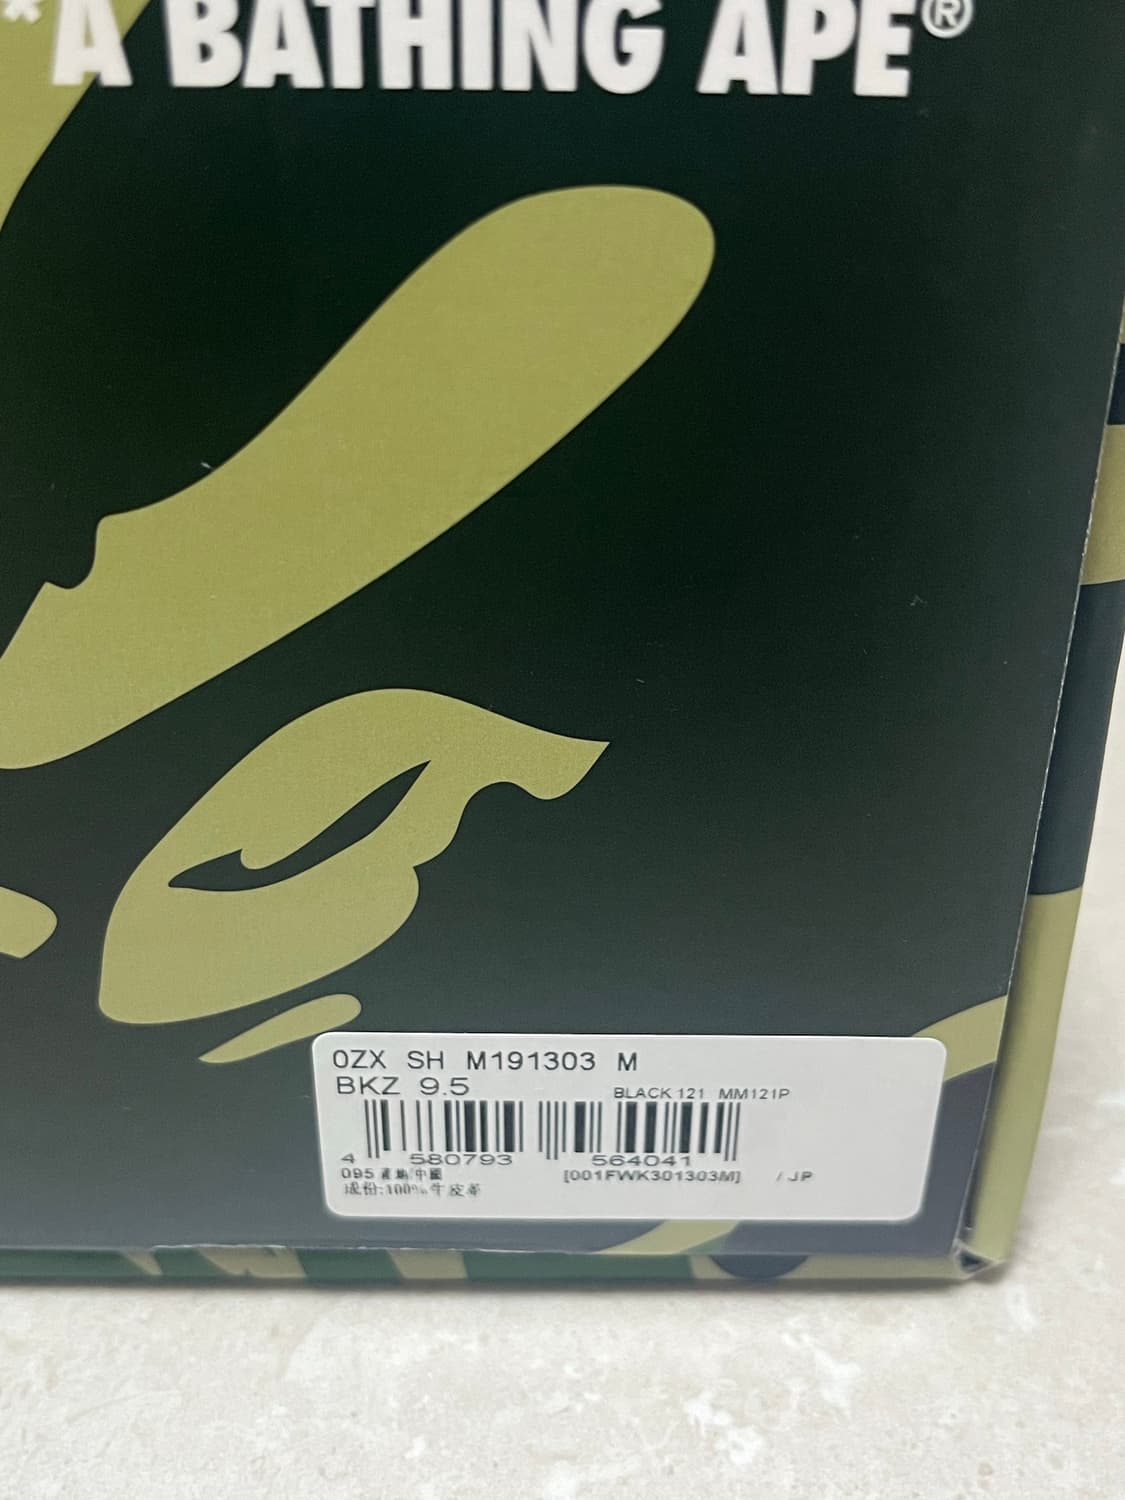 *A BATHING APE®
0ZX SH M191303 M
BKZ 9.5
BLACK 121 MM121P
4 580793 564041
095 產地/中國 [001FWK301303M] / JP
成份:100%牛皮革